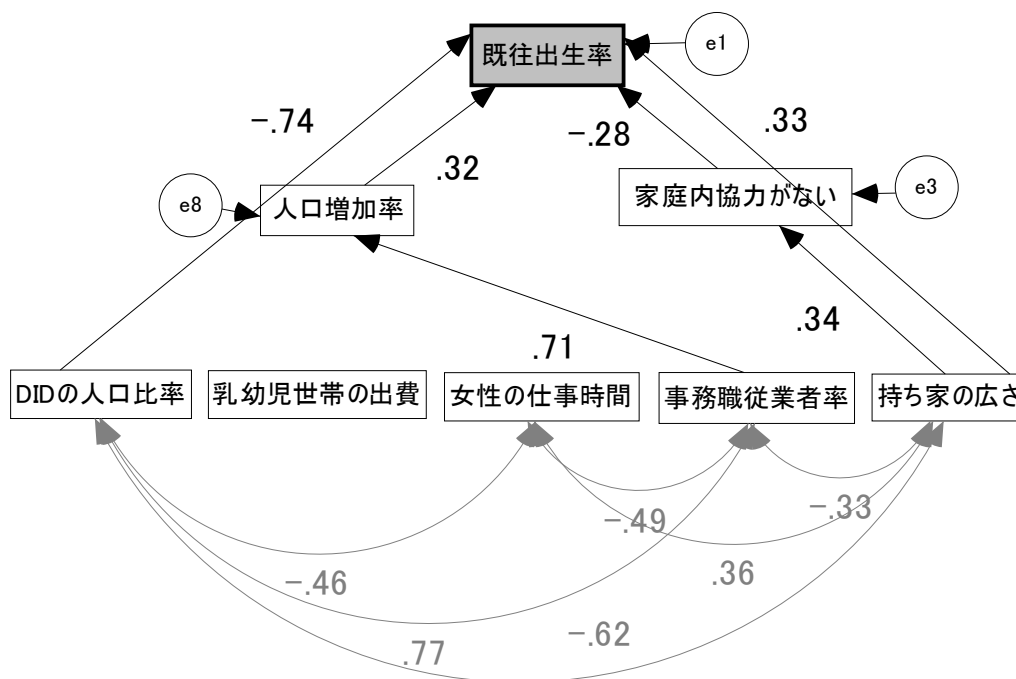 既往出生率
e1
-.74
.32
-.28
.33
e8
人口増加率
家庭内協力がない
e3
.71
.34
DIDの人口比率
乳幼児世帯の出費
女性の仕事時間
事務職従業者率
持ち家の広さ
-.49
-.33
-.46
.36
.77
-.62